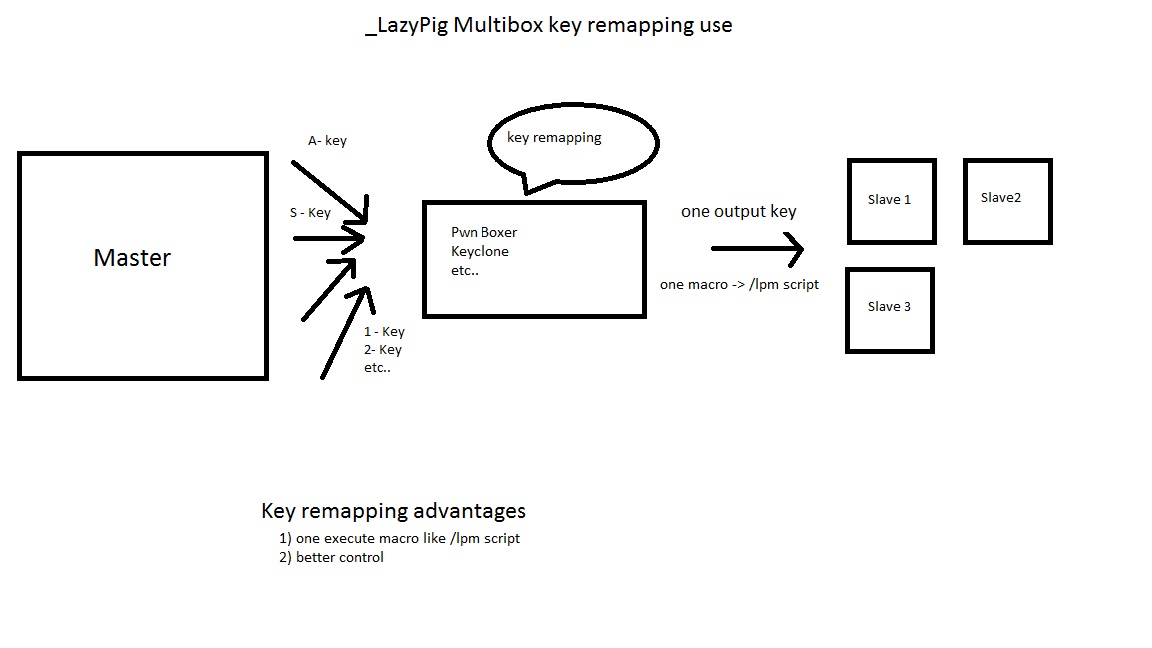 _LazyPig Multibox key remapping use
A- key
S - Key
1 - Key
2- Key
etc..
Master
key remapping
Pwn Boxer
Keyclone
etc..
one output key
one macro -> /lpm script
Slave 1
Slave2
Slave 3
Key remapping advantages
1) one execute macro like /lpm script
2) better control